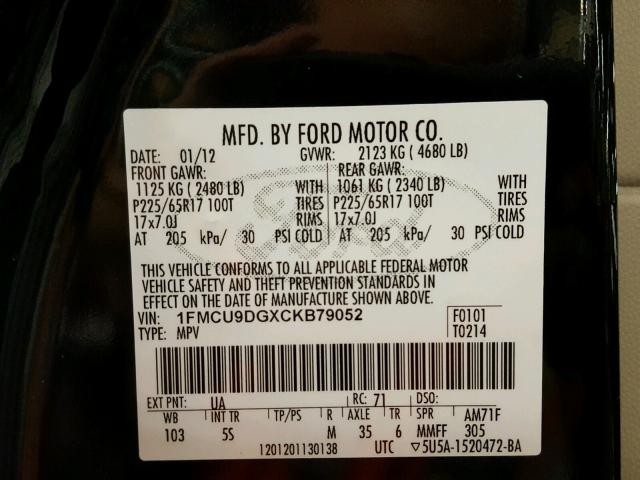 MFD. BY FORD MOTOR CO.
DATE: 01/12 GVWR: 2123 KG ( 4680 LB)
FRONT GAWR: REAR GAWR:
1125 KG ( 2480 LB) WITH 1061 KG ( 2340 LB) WITH
P225/65R17 100T TIRES P225/65R17 100T TIRES
17x7.0J RIMS 17x7.0J RIMS
AT 205 kPa/ 30 PSI COLD AT 205 kPa/ 30 PSI COLD
THIS VEHICLE CONFORMS TO ALL APPLICABLE FEDERAL MOTOR
VEHICLE SAFETY AND THEFT PREVENTION STANDARDS IN
EFFECT ON THE DATE OF MANUFACTURE SHOWN ABOVE.
VIN: 1FMCU9DGXCKB79052 F0101
TYPE: MPV T0214
EXT PNT: UA RC: 71 DSO:
WB INT TR TP/PS R AXLE TR SPR AM71F
103 5S M 35 6 MMFF 305
1201201130138 UTC ▽5U5A-1520472-BA
Ford